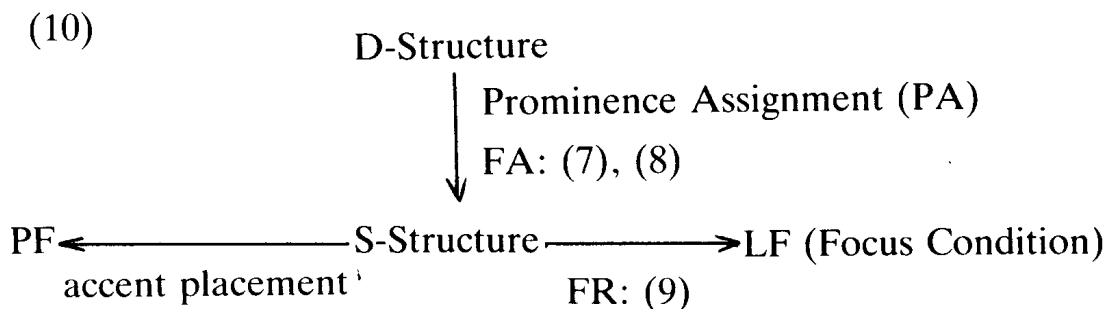 (10)
D-Structure
Prominence Assignment (PA)
FA: (7), (8)
PF S-Structure LF (Focus Condition)
accent placement FR: (9)